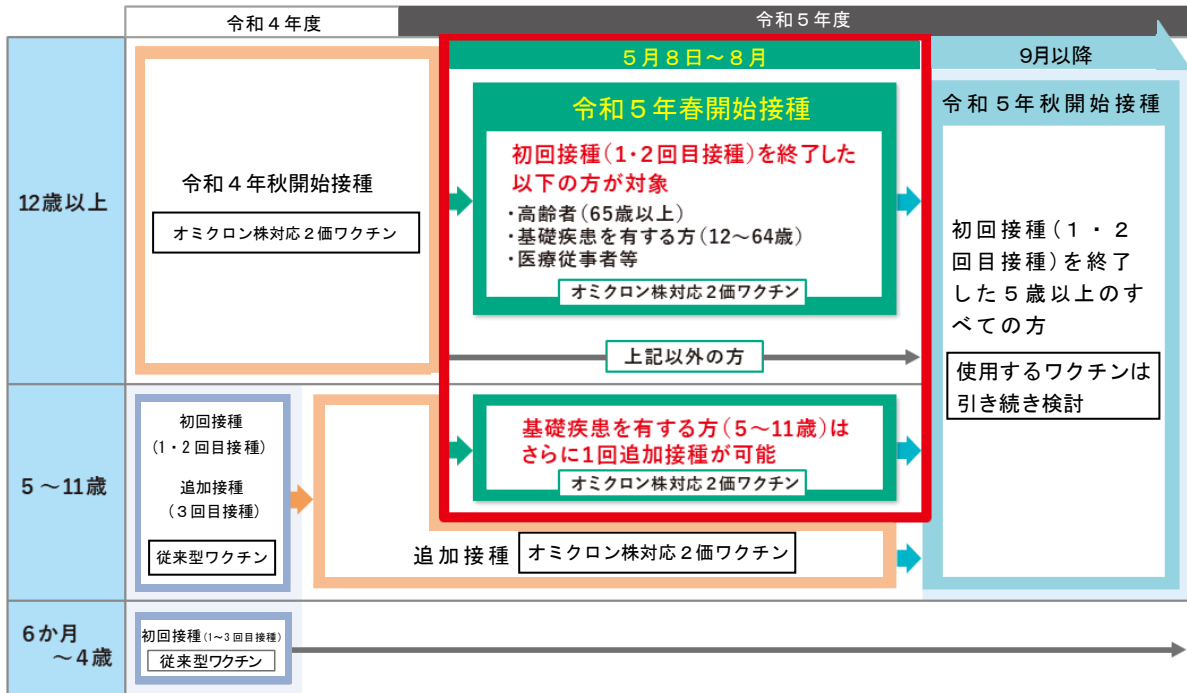 令和４年度
令和５年度
５月８日～８月
9月以降
12歳以上
令和４年秋開始接種
オミクロン株対応２価ワクチン
令和５年春開始接種
初回接種（1・2回目接種）を終了した
以下の方が対象
・高齢者（65歳以上）
・基礎疾患を有する方（12～64歳）
・医療従事者等
オミクロン株対応２価ワクチン
上記以外の方
令和５年秋開始接種
初回接種（１・２
回目接種）を終了
した５歳以上のす
べての方
使用するワクチンは
引き続き検討
5～11歳
初回接種
（1・2回目接種）
追加接種
（３回目接種）
従来型ワクチン
基礎疾患を有する方（5～11歳）は
さらに1回追加接種が可能
オミクロン株対応２価ワクチン
追加接種
オミクロン株対応２価ワクチン
6か月
～4歳
初回接種（1～3回目接種）
従来型ワクチン